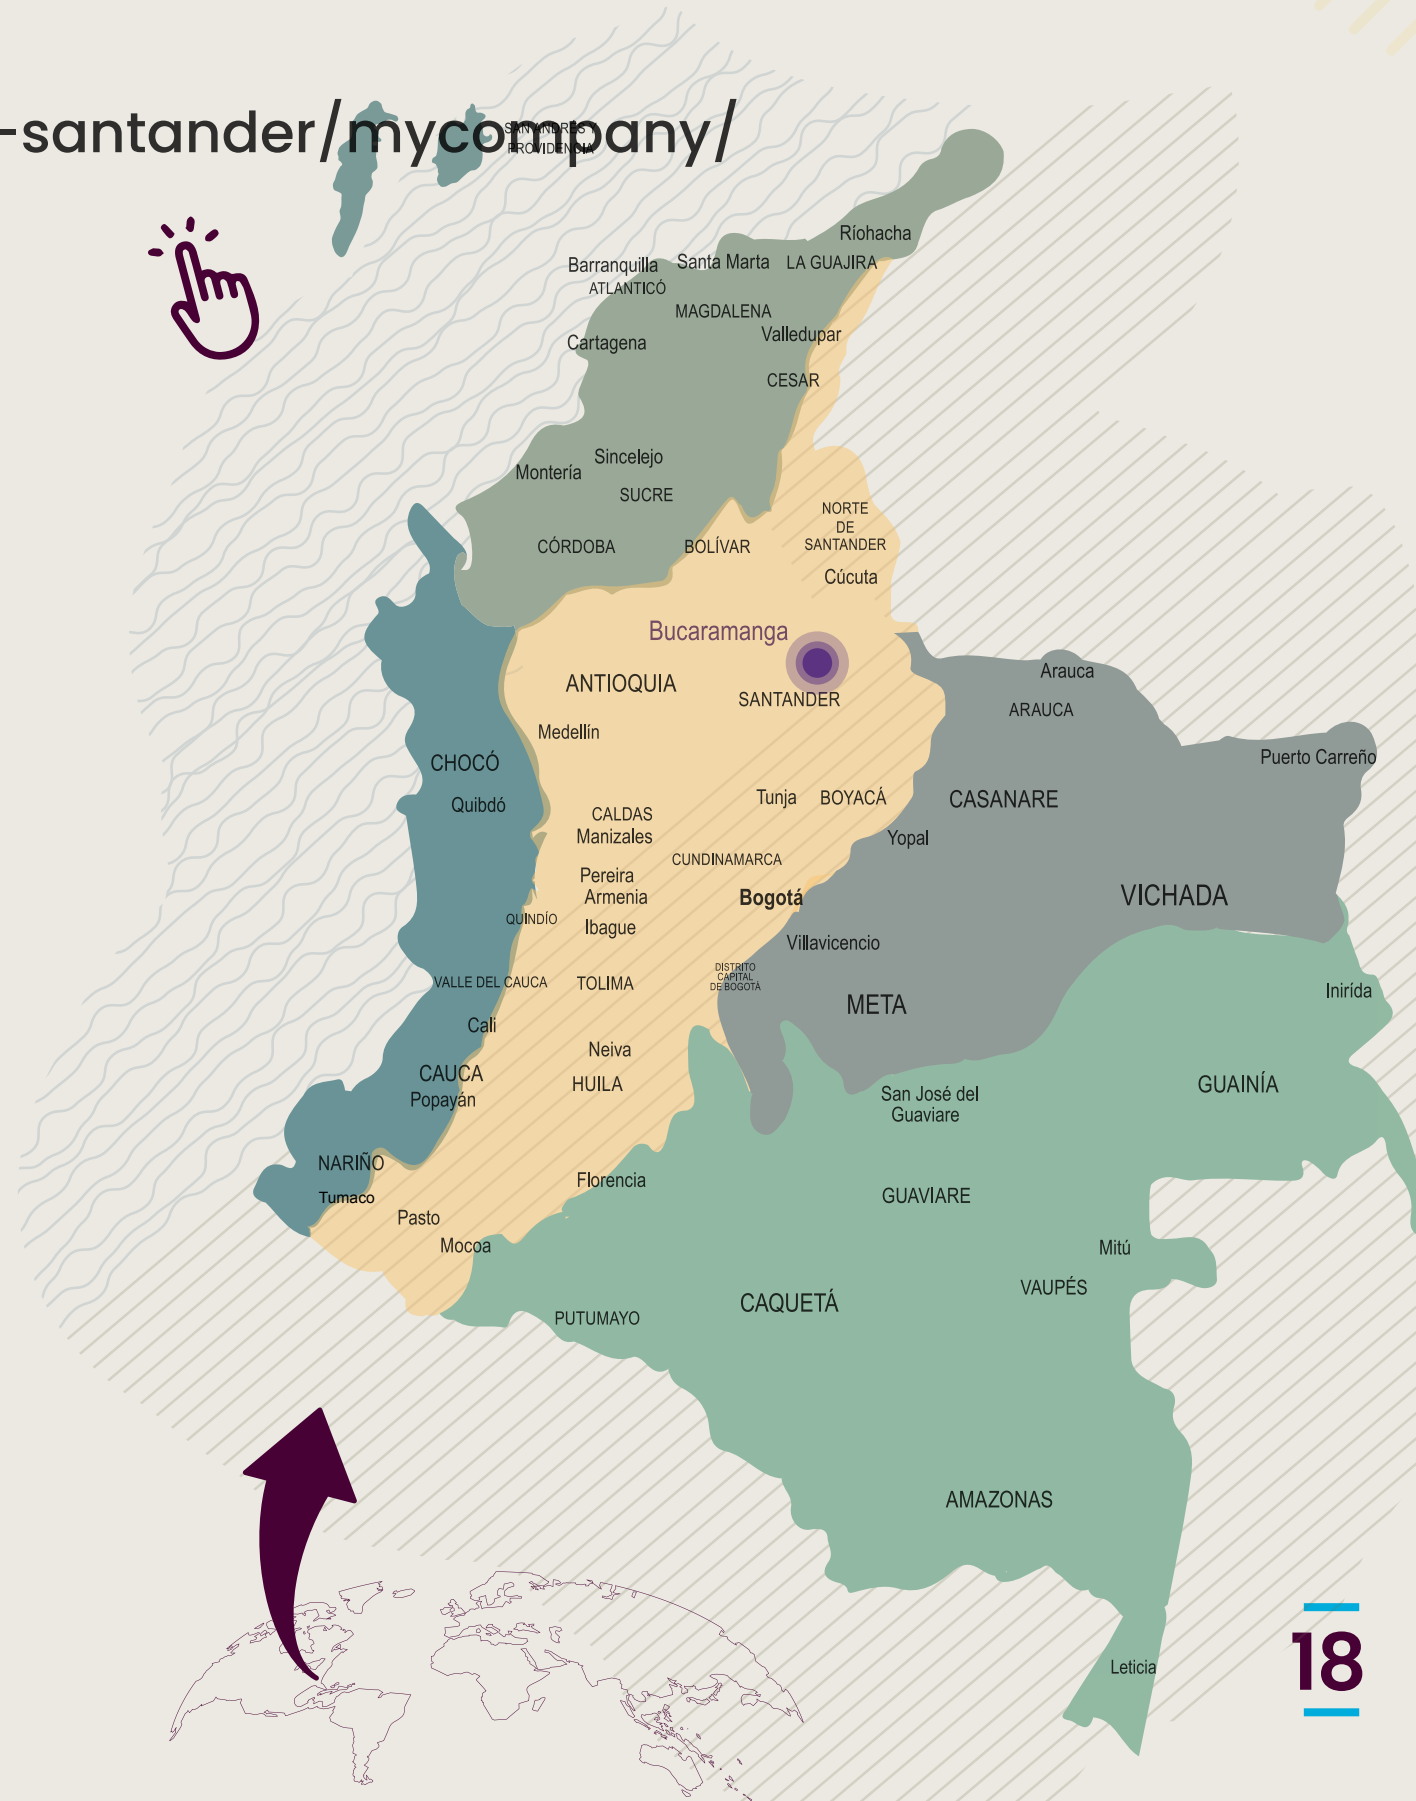 -santander/mycompany/
SAN ANDRES Y
PROVIDENCIA
Ríohacha
Barranquilla
Santa Marta
LA GUAJIRA
ATLANTICÓ
MAGDALENA
Valledupar
Cartagena
CESAR
Sincelejo
Montería
SUCRE
NORTE
DE
SANTANDER
CÓRDOBA
BOLÍVAR
Cúcuta
Bucaramanga
Arauca
ANTIOQUIA
SANTANDER
ARAUCA
Medellín
CHOCÓ
Puerto Carreño
Quibdó
Tunja
BOYACÁ
CASANARE
CALDAS
Manizales
Yopal
CUNDINAMARCA
Pereira
Armenia
Bogotá
VICHADA
QUINDÍO
Ibague
Villavicencio
VALLE DEL CAUCA
TOLIMA
DISTRITO
CAPITAL
DE BOGOTÁ
Inirída
META
Cali
Neiva
CAUCA
HUILA
GUAINÍA
Popayán
San José del
Guaviare
NARIÑO
Florencia
Tumaco
GUAVIARE
Pasto
Mocoa
Mitú
VAUPÉS
CAQUETÁ
PUTUMAYO
AMAZONAS
Leticia
18